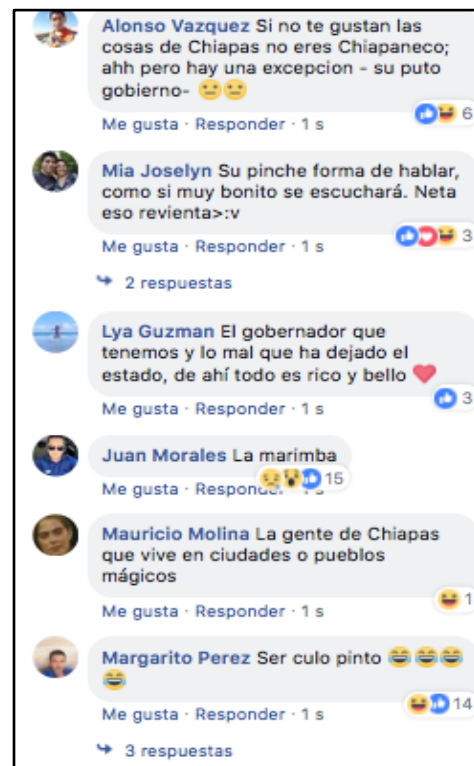 Alonso Vazquez Si no te gustan las
cosas de Chiapas no eres Chiapaneco;
ahh pero hay una excepcion - su puto
gobierno- 😐😐
6
Me gusta · Responder · 1 s
Mia Joselyn Su pinche forma de hablar,
como si muy bonito se escuchará. Neta
eso revienta>:v
3
Me gusta · Responder · 1 s
2 respuestas
Lya Guzman El gobernador que
tenemos y lo mal que ha dejado el
estado, de ahí todo es rico y bello ❤
3
Me gusta · Responder · 1 s
Juan Morales La marimba
15
Me gusta · Responder · 1 s
Mauricio Molina La gente de Chiapas
que vive en ciudades o pueblos
mágicos
1
Me gusta · Responder · 1 s
Margarito Perez Ser culo pinto 😂😂😂
😂
14
Me gusta · Responder · 1 s
3 respuestas